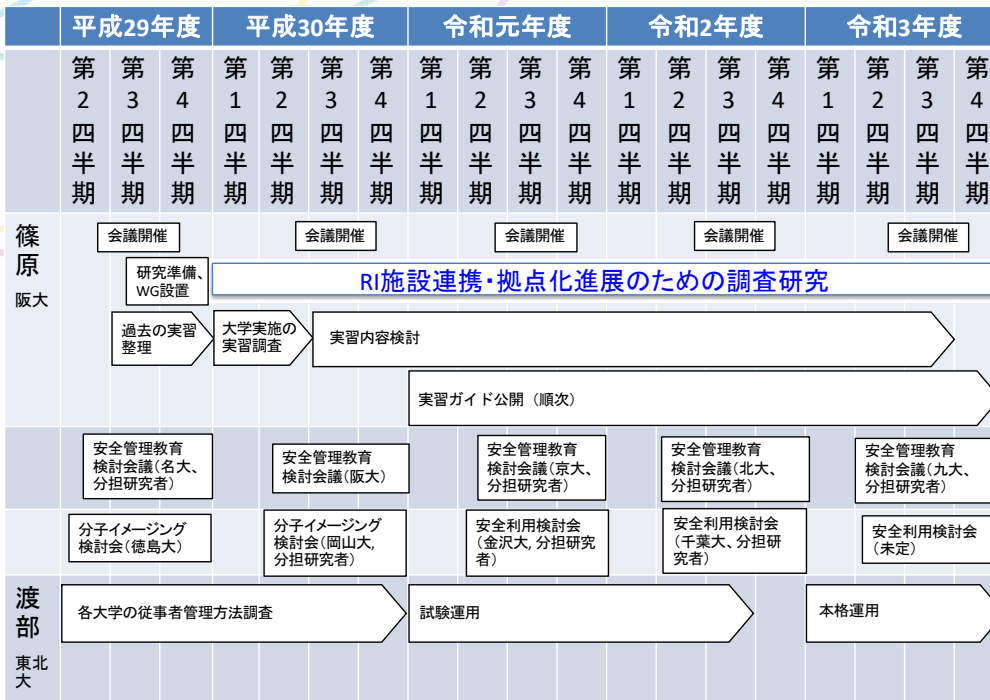 平成29年度 平成30年度 令和元年度 令和2年度 令和3年度
第2四半期 第3四半期 第4四半期 第1四半期 第2四半期 第3四半期 第4四半期 第1四半期 第2四半期 第3四半期 第4四半期 第1四半期 第2四半期 第3四半期 第4四半期 第1四半期 第2四半期 第3四半期 第4四半期
篠原
阪大
会議開催 会議開催 会議開催 会議開催 会議開催
研究準備、
WG設置
RI施設連携・拠点化進展のための調査研究
過去の実習
整理
大学実施の
実習調査
実習内容検討
実習ガイド公開（順次）
安全管理教育
検討会議（名大、
分担研究者）
安全管理教育
検討会議（阪大）
安全管理教育
検討会議（京大、
分担研究者）
安全管理教育
検討会議（北大、
分担研究者）
安全管理教育
検討会議（九大、
分担研究者）
分子イメージング
検討会（徳島大）
分子イメージング
検討会（岡山大,
分担研究者）
安全利用検討会
（金沢大, 分担研究
者）
安全利用検討会
（千葉大、分担研
究者）
安全利用検討会
（未定）
渡部
東北
大
各大学の従事者管理方法調査
試験運用
本格運用